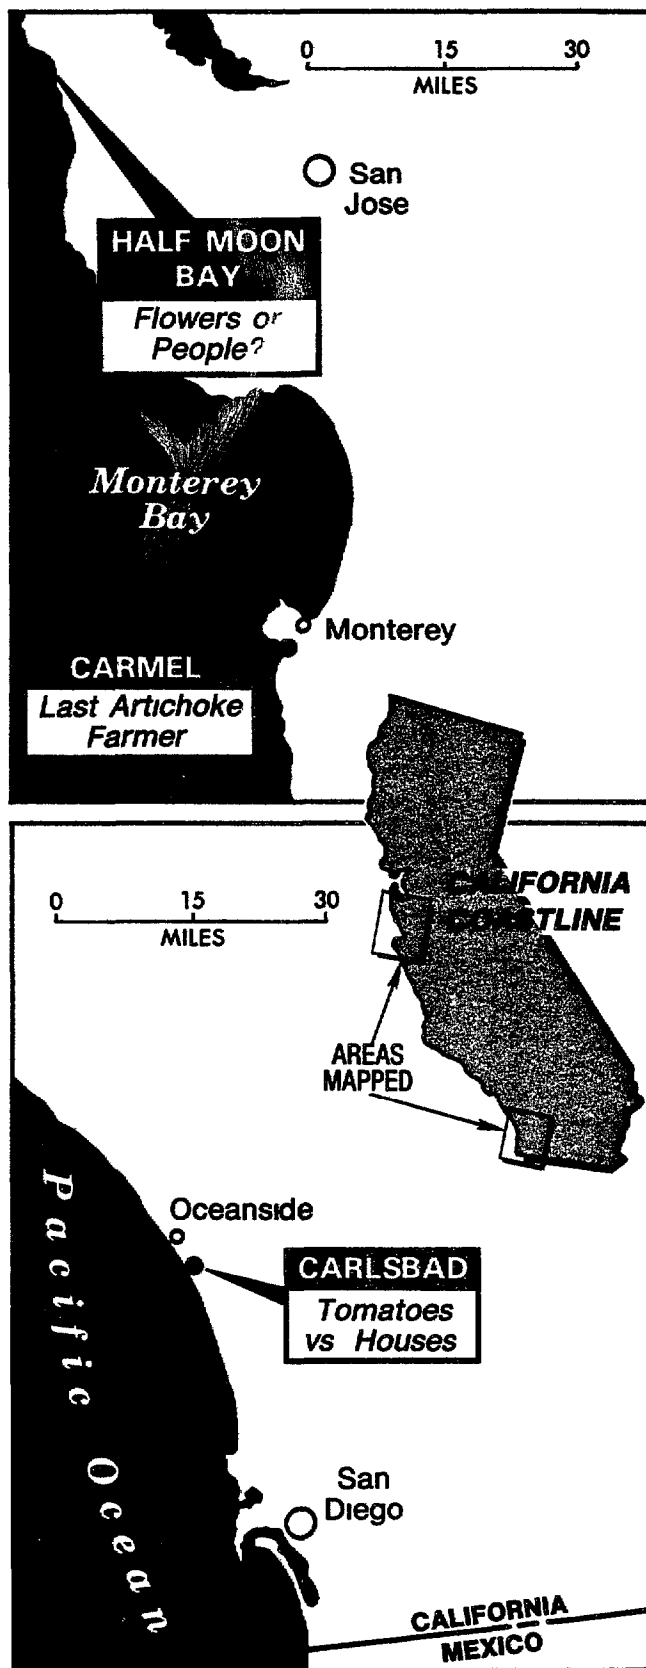 0 15 30
MILES
San
Jose
HALF MOON
BAY
Flowers or
People?
Monterey
Bay
Monterey
CARMEL
Last Artichoke
Farmer
CALIFORNIA
COASTLINE
0 15 30
MILES
AREAS
MAPPED
Pacific Ocean
Oceanside
CARLSBAD
Tomatoes
vs Houses
San
Diego
CALIFORNIA
MEXICO